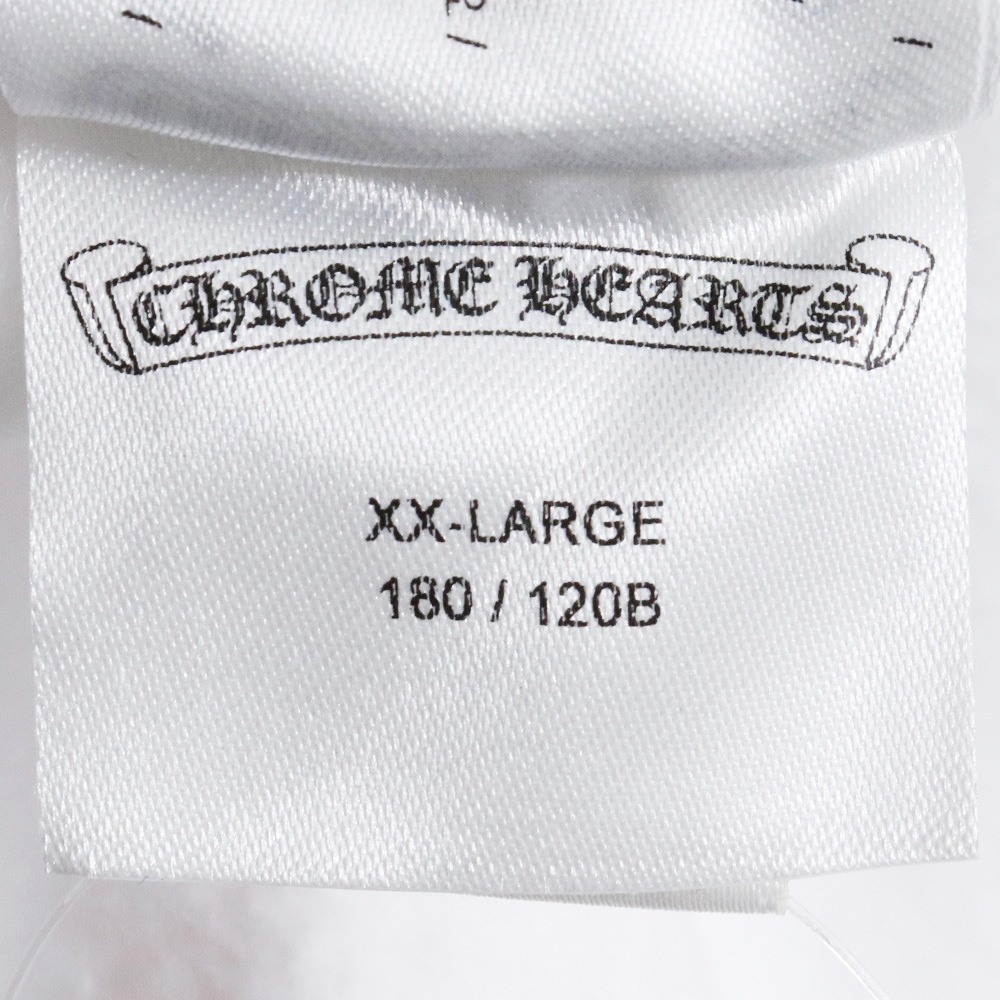 CHROME HEARTS
XX-LARGE
180 / 120B